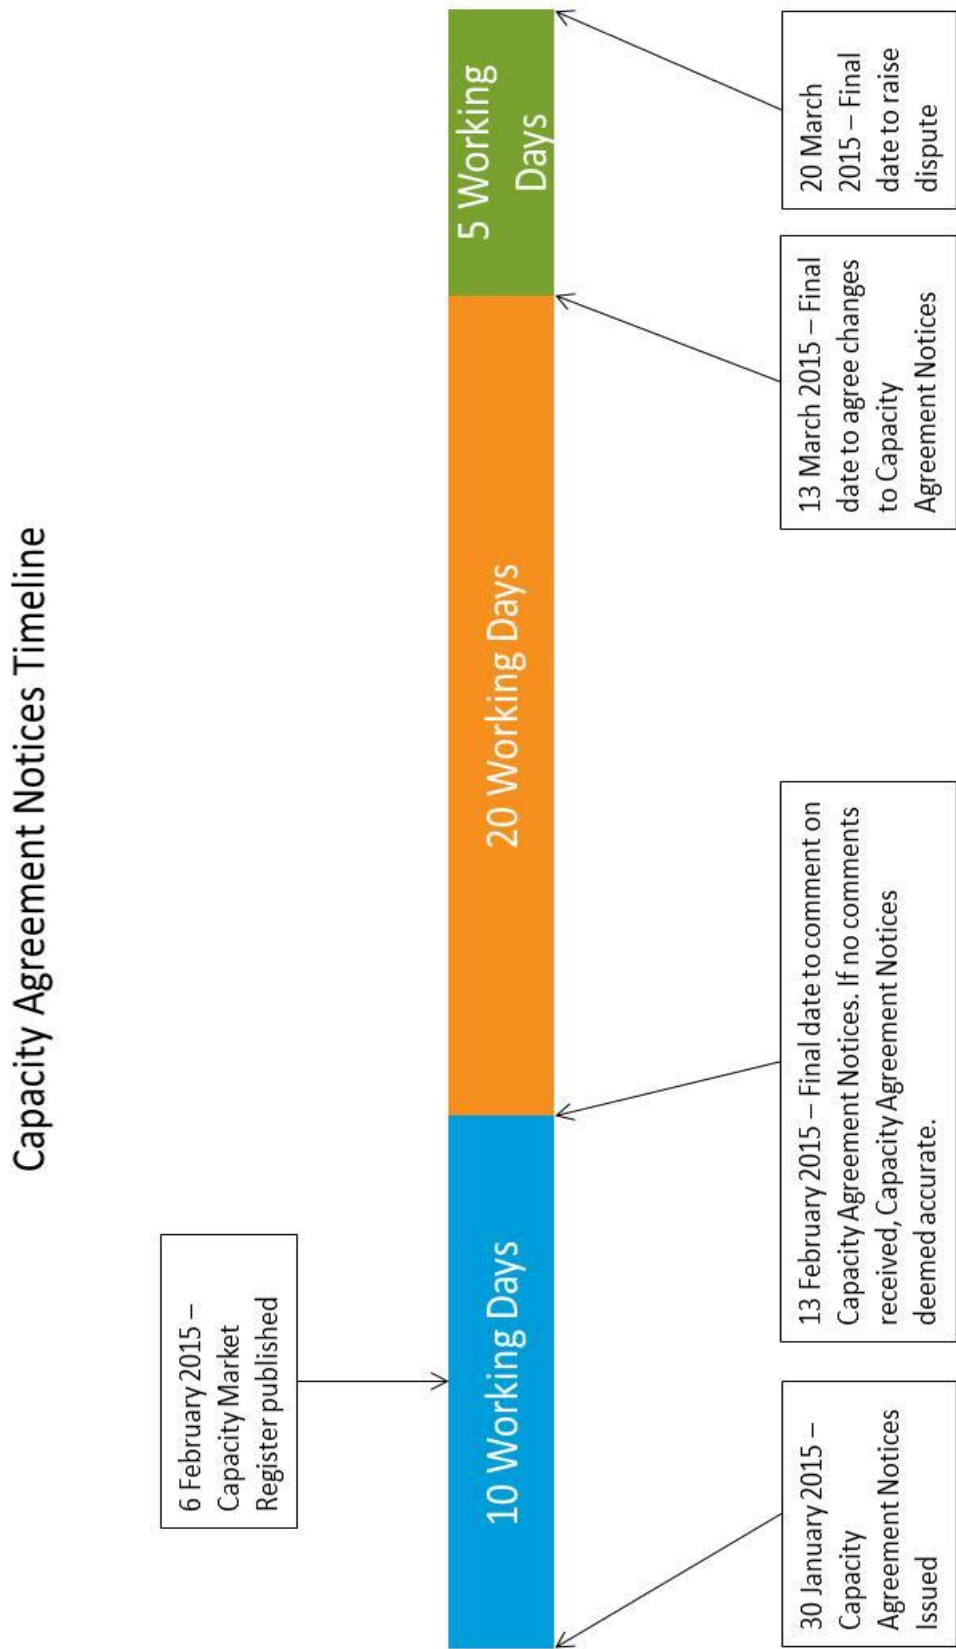 Capacity Agreement Notices Timeline
6 February 2015 –
Capacity Market
Register published
10 Working Days
20 Working Days
5 Working
Days
30 January 2015 –
Capacity
Agreement Notices
Issued
13 February 2015 – Final date to comment on
Capacity Agreement Notices. If no comments
received, Capacity Agreement Notices
deemed accurate.
13 March 2015 – Final
date to agree changes
to Capacity
Agreement Notices
20 March
2015 – Final
date to raise
dispute